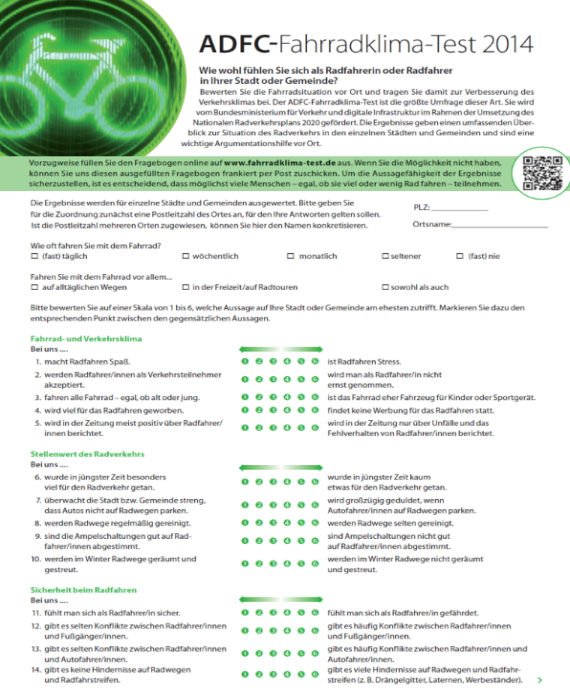 ADFC-Fahrradklima-Test 2014
Wie wohl fühlen Sie sich als Radfahrerin oder Radfahrer
in Ihrer Stadt oder Gemeinde?
Bewerten Sie die Fahrradsituation vor Ort und tragen Sie damit zur Verbesserung des
Verkehrsklimas bei. Der ADFC-Fahrradklima-Test ist die größte Umfrage dieser Art. Sie wird
vom Bundesministerium für Verkehr und digitale Infrastruktur im Rahmen der Umsetzung des
Nationalen Radverkehrsplans 2020 gefördert. Die Ergebnisse geben einen umfassenden Über-
blick zur Situation des Radverkehrs in den einzelnen Städten und Gemeinden und sind eine
wichtige Argumentationshilfe vor Ort.
Vorzugweise füllen Sie den Fragebogen online auf www.fahrradklima-test.de aus. Wenn Sie die Möglichkeit nicht haben,
können Sie uns diesen ausgefüllten Fragebogen frankiert per Post zuschicken. Um die Aussagefähigkeit der Ergebnisse
sicherzustellen, ist es entscheidend, dass möglichst viele Menschen – egal, ob sie viel oder wenig Rad fahren – teilnehmen.
Die Ergebnisse werden für einzelne Städte und Gemeinden ausgewertet. Bitte geben Sie
für die Zuordnung zunächst eine Postleitzahl des Ortes an, für den Ihre Antworten gelten sollen.
Ist die Postleitzahl mehreren Orten zugewiesen, können Sie hier den Namen konkretisieren.
PLZ:
Ortsname:
Wie oft fahren Sie mit dem Fahrrad?
☐ (fast) täglich ☐ wöchentlich ☐ monatlich ☐ seltener ☐ (fast) nie
Fahren Sie mit dem Fahrrad vor allem...
☐ auf alltäglichen Wegen ☐ in der Freizeit/auf Radtouren ☐ sowohl als auch
Bitte bewerten Sie auf einer Skala von 1 bis 6, welche Aussage auf Ihre Stadt oder Gemeinde am ehesten zutrifft. Markieren Sie dazu den
entsprechenden Punkt zwischen den gegensätzlichen Aussagen.
Fahrrad- und Verkehrsklima
Bei uns ....
1. macht Radfahren Spaß. 1 2 3 4 5 6 ist Radfahren Stress.
2. werden Radfahrer/innen als Verkehrsteilnehmer 1 2 3 4 5 6 wird man als Radfahrer/in nicht
akzeptiert. ernst genommen.
3. fahren alle Fahrrad – egal, ob alt oder jung. 1 2 3 4 5 6 ist das Fahrrad eher Fahrzeug für Kinder oder Sportgerät.
4. wird viel für das Radfahren geworben. 1 2 3 4 5 6 findet keine Werbung für das Radfahren statt.
5. wird in der Zeitung meist positiv über Radfahrer/ 1 2 3 4 5 6 wird in der Zeitung nur über Unfälle und das
innen berichtet. Fehlverhalten von Radfahrer/innen berichtet.
Stellenwert des Radverkehrs
Bei uns ....
6. wurde in jüngster Zeit besonders 1 2 3 4 5 6 wurde in jüngster Zeit kaum
viel für den Radverkehr getan. etwas für den Radverkehr getan.
7. überwacht die Stadt bzw. Gemeinde streng, 1 2 3 4 5 6 wird großzügig geduldet, wenn
dass Autos nicht auf Radwegen parken. Autofahrer/innen auf Radwegen parken.
8. werden Radwege regelmäßig gereinigt. 1 2 3 4 5 6 werden Radwege selten gereinigt.
9. sind die Ampelschaltungen gut auf Rad- 1 2 3 4 5 6 sind Ampelschaltungen nicht gut
fahrer/innen abgestimmt. auf Radfahrer/innen abgestimmt.
10. werden im Winter Radwege geräumt und 1 2 3 4 5 6 werden im Winter Radwege nicht geräumt
gestreut. und gestreut.
Sicherheit beim Radfahren
Bei uns ....
11. fühlt man sich als Radfahrer/in sicher. 1 2 3 4 5 6 fühlt man sich als Radfahrer/in gefährdet.
12. gibt es selten Konflikte zwischen Radfahrer/innen 1 2 3 4 5 6 gibt es häufig Konflikte zwischen Radfahrer/innen
und Fußgänger/innen. und Fußgänger/innen.
13. gibt es selten Konflikte zwischen Radfahrer/innen 1 2 3 4 5 6 gibt es häufig Konflikte zwischen Radfahrer/innen und
und Autofahrer/innen. Autofahrer/innen.
14. gibt es keine Hindernisse auf Radwegen 1 2 3 4 5 6 gibt es viele Hindernisse auf Radwegen und Radfahr-
und Radfahrstreifen. streifen (z. B. Drängelgitter, Laternen, Werbeständer). >